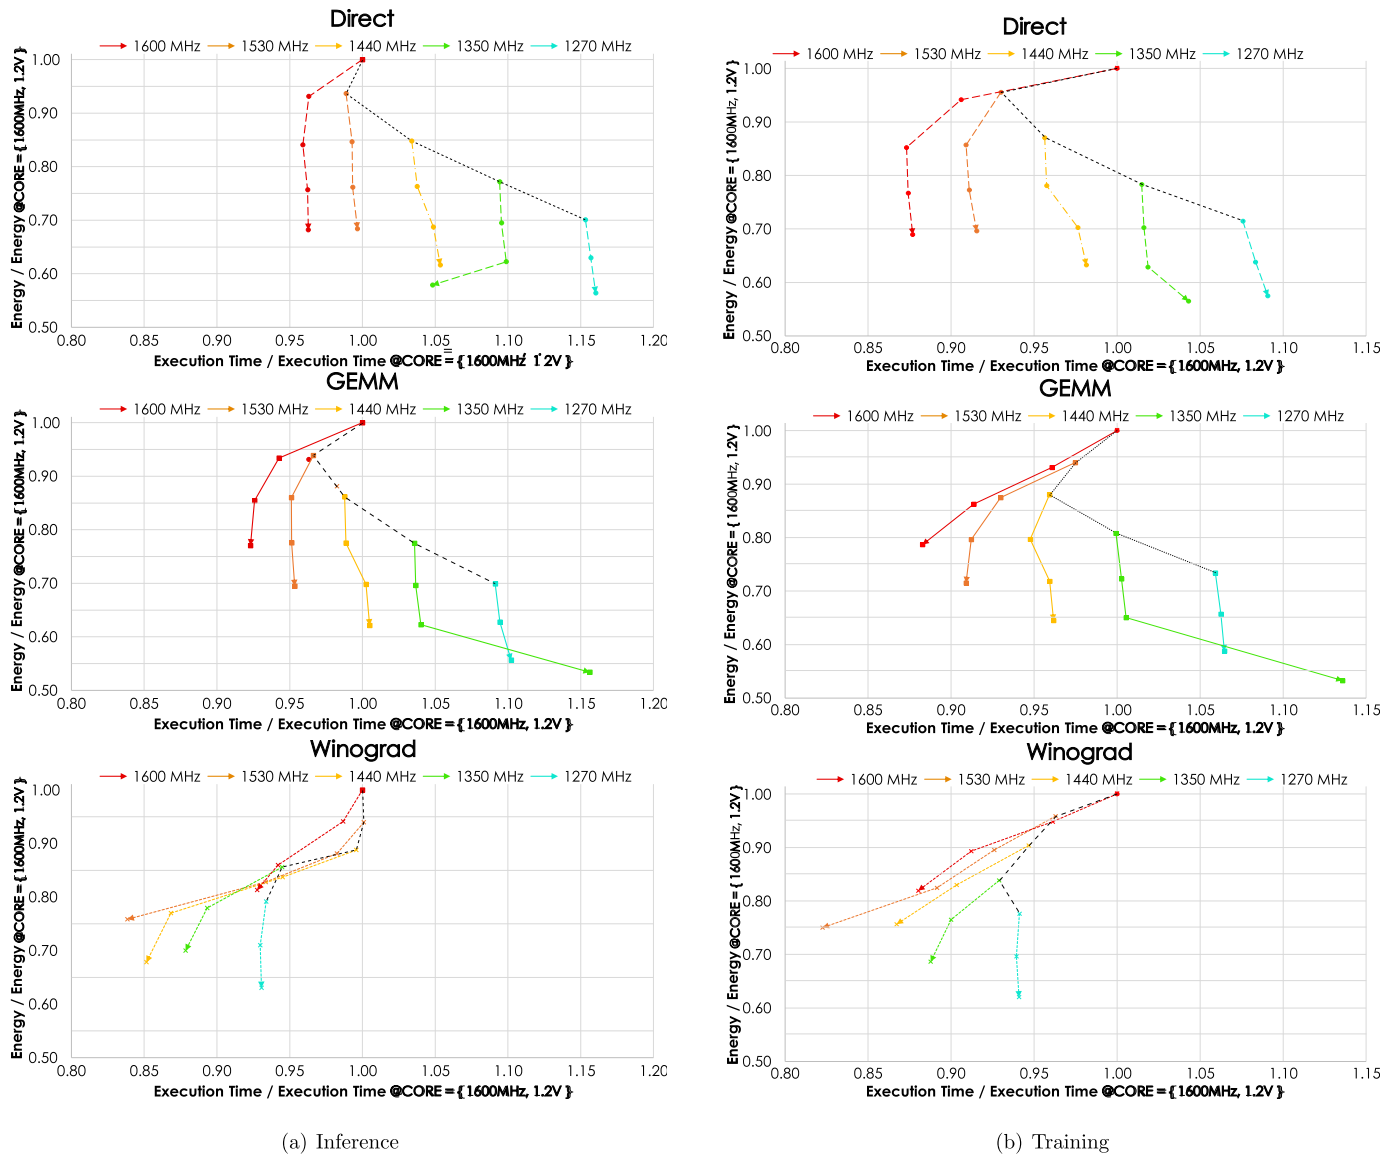 Direct
1600 MHz 1530 MHz 1440 MHz 1350 MHz 1270 MHz
Energy / Energy @CORE = { 1600MHz, 1.2V }
1.00
0.90
0.80
0.70
0.60
0.50
0.80 0.85 0.90 0.95 1.00 1.05 1.10 1.15 1.20
Execution Time / Execution Time @CORE = { 1600MHz 1.2V }
GEMM
1600 MHz 1530 MHz 1440 MHz 1350 MHz 1270 MHz
Energy / Energy @CORE = { 1600MHz, 1.2V }
1.00
0.90
0.80
0.70
0.60
0.50
0.80 0.85 0.90 0.95 1.00 1.05 1.10 1.15 1.20
Execution Time / Execution Time @CORE = { 1600MHz, 1.2V }
Winograd
1600 MHz 1530 MHz 1440 MHz 1350 MHz 1270 MHz
Energy / Energy @CORE = { 1600MHz, 1.2V }
1.00
0.90
0.80
0.70
0.60
0.50
0.80 0.85 0.90 0.95 1.00 1.05 1.10 1.15 1.20
Execution Time / Execution Time @CORE = { 1600MHz, 1.2V }
(a) Inference
Direct
1600 MHz 1530 MHz 1440 MHz 1350 MHz 1270 MHz
Energy / Energy @CORE = { 1600MHz, 1.2V }
1.00
0.90
0.80
0.70
0.60
0.50
0.80 0.85 0.90 0.95 1.00 1.05 1.10 1.15
Execution Time / Execution Time @CORE = { 1600MHz, 1.2V }
GEMM
1600 MHz 1530 MHz 1440 MHz 1350 MHz 1270 MHz
Energy / Energy @CORE = { 1600MHz, 1.2V }
1.00
0.90
0.80
0.70
0.60
0.50
0.80 0.85 0.90 0.95 1.00 1.05 1.10 1.15
Execution Time / Execution Time @CORE = { 1600MHz, 1.2V }
Winograd
1600 MHz 1530 MHz 1440 MHz 1350 MHz 1270 MHz
Energy / Energy @CORE = { 1600MHz, 1.2V }
1.00
0.90
0.80
0.70
0.60
0.50
0.80 0.85 0.90 0.95 1.00 1.05 1.10 1.15
Execution Time / Execution Time @CORE = { 1600MHz, 1.2V }
(b) Training